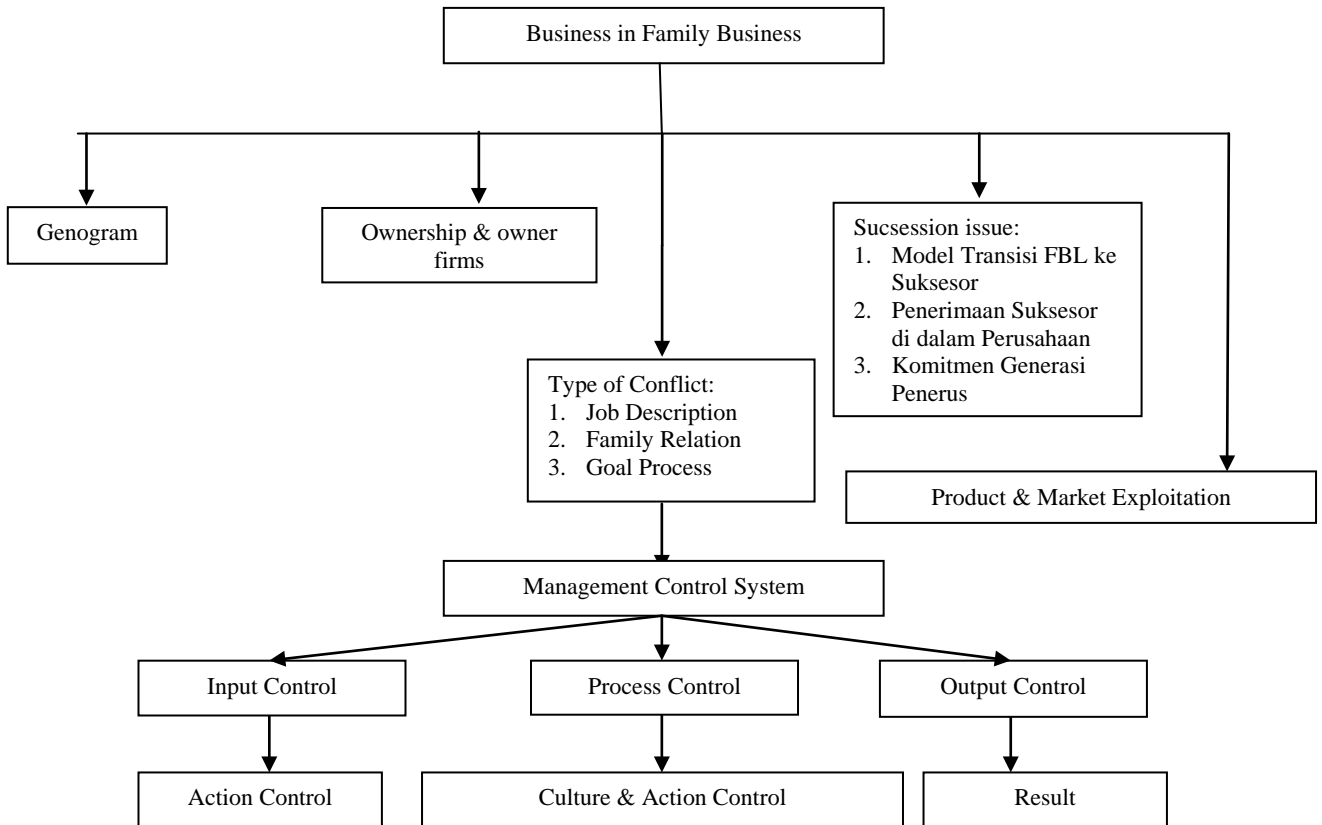 Business in Family Business
Genogram
Ownership & owner
firms
Sucsession issue:
1. Model Transisi FBL ke
Suksesor
2. Penerimaan Suksesor
di dalam Perusahaan
3. Komitmen Generasi
Penerus
Type of Conflict:
1. Job Description
2. Family Relation
3. Goal Process
Product & Market Exploitation
Management Control System
Input Control
Process Control
Output Control
Action Control
Culture & Action Control
Result